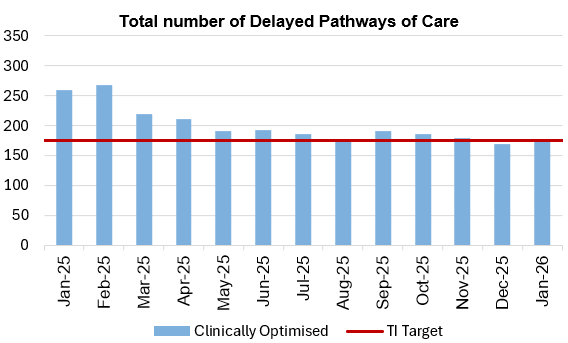 Total number of Delayed Pathways of Care
350
300
250
200
150
100
50
0
Jan-25
Feb-25
Mar-25
Apr-25
May-25
Jun-25
Jul-25
Aug-25
Sep-25
Oct-25
Nov-25
Dec-25
Jan-26
Clinically Optimised
TI Target